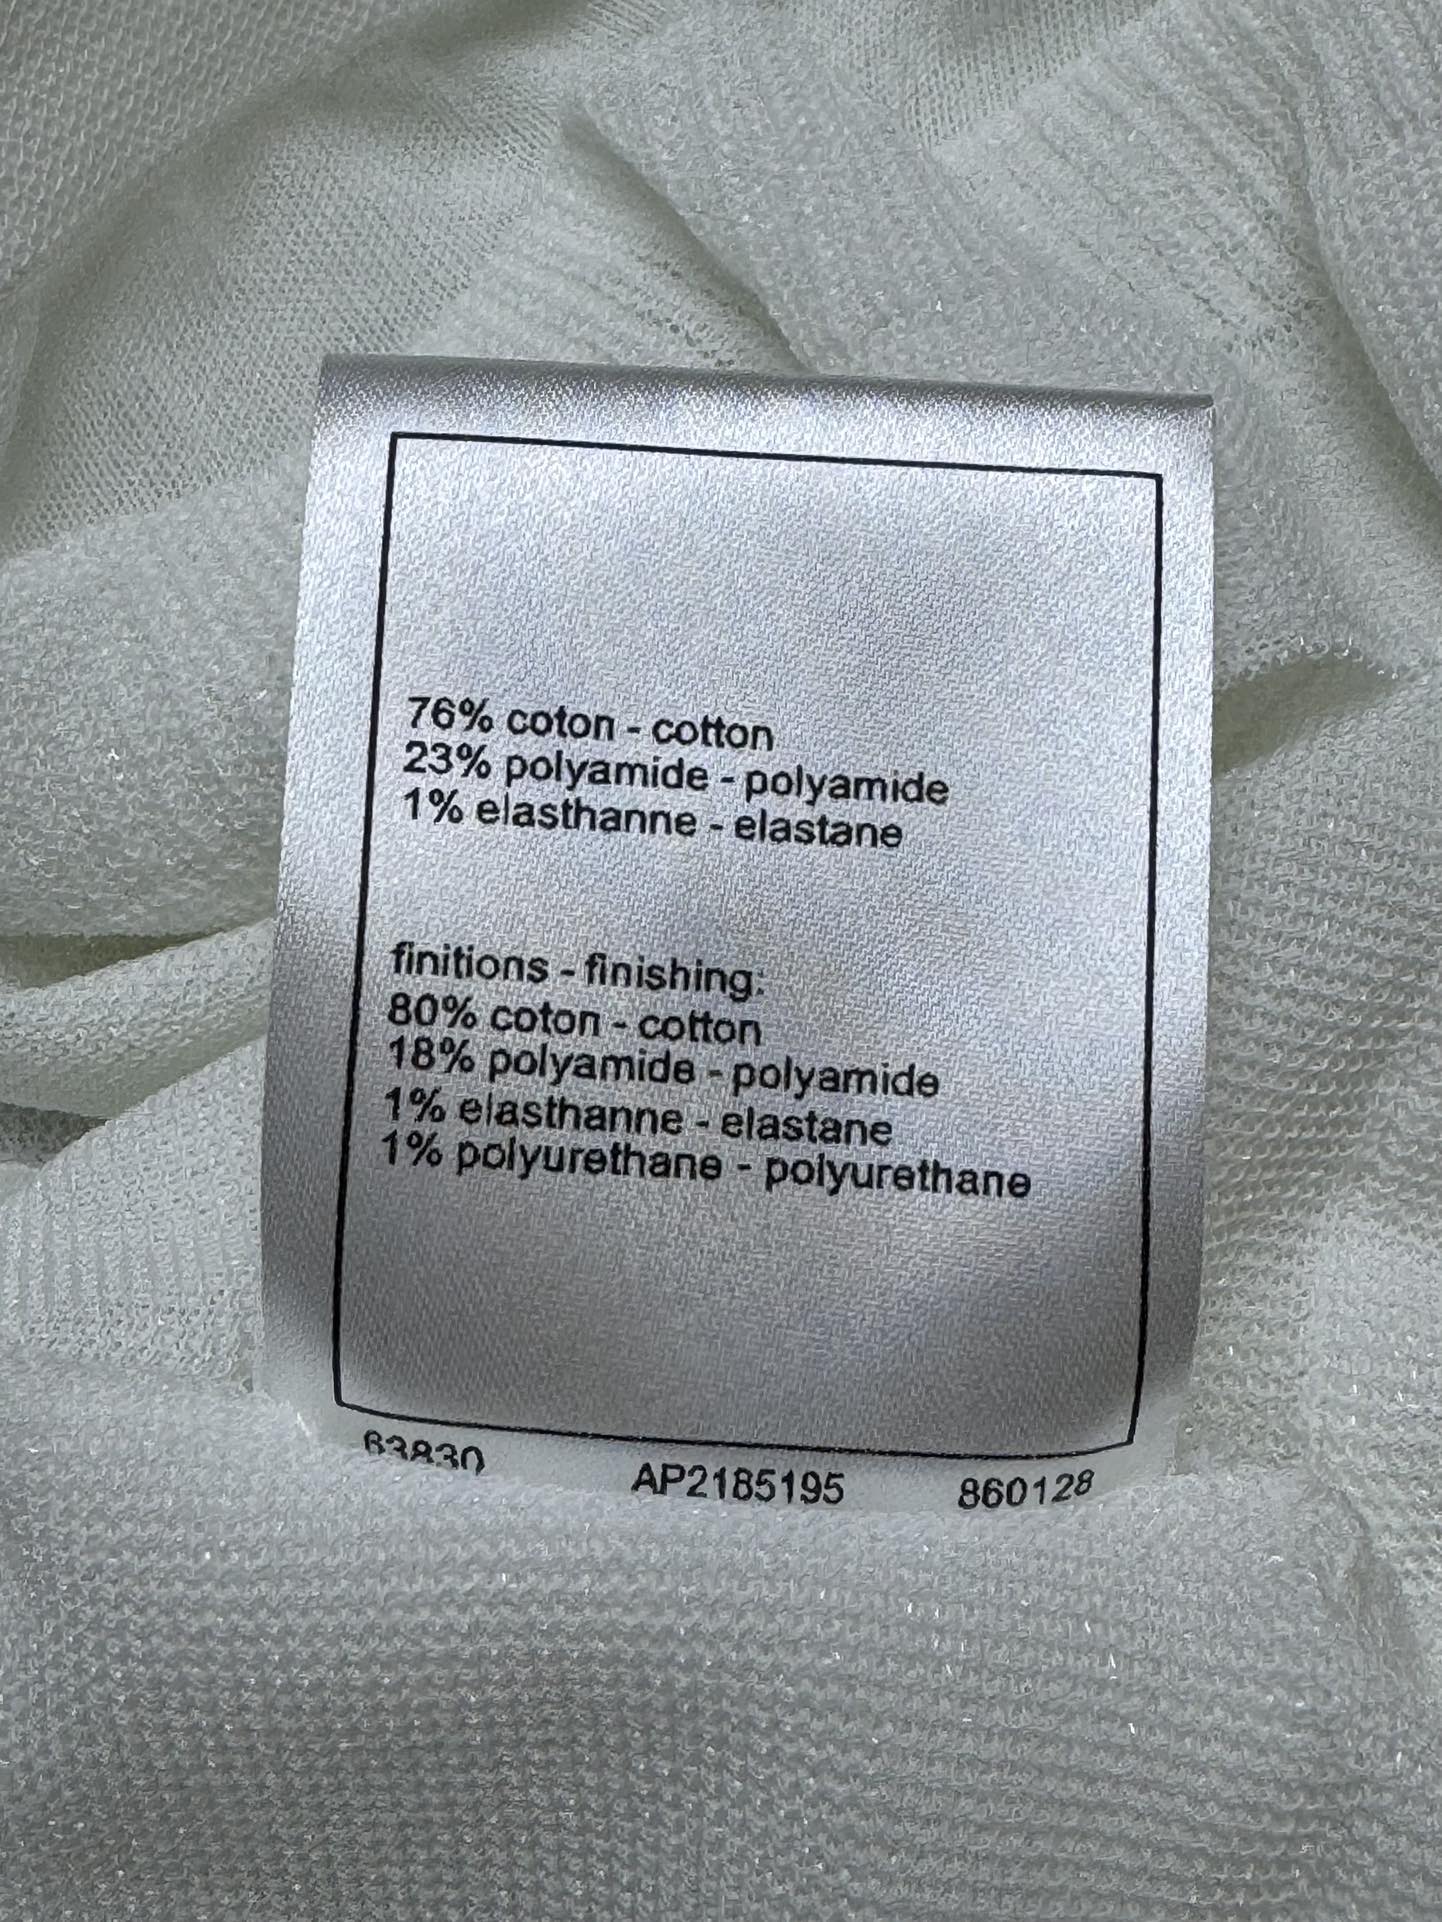 76% coton - cotton
23% polyamide - polyamide
1% elasthanne - elastane
finitions - finishing:
80% coton - cotton
18% polyamide - polyamide
1% elasthanne - elastane
1% polyurethane - polyurethane
63830 AP2185195 860128